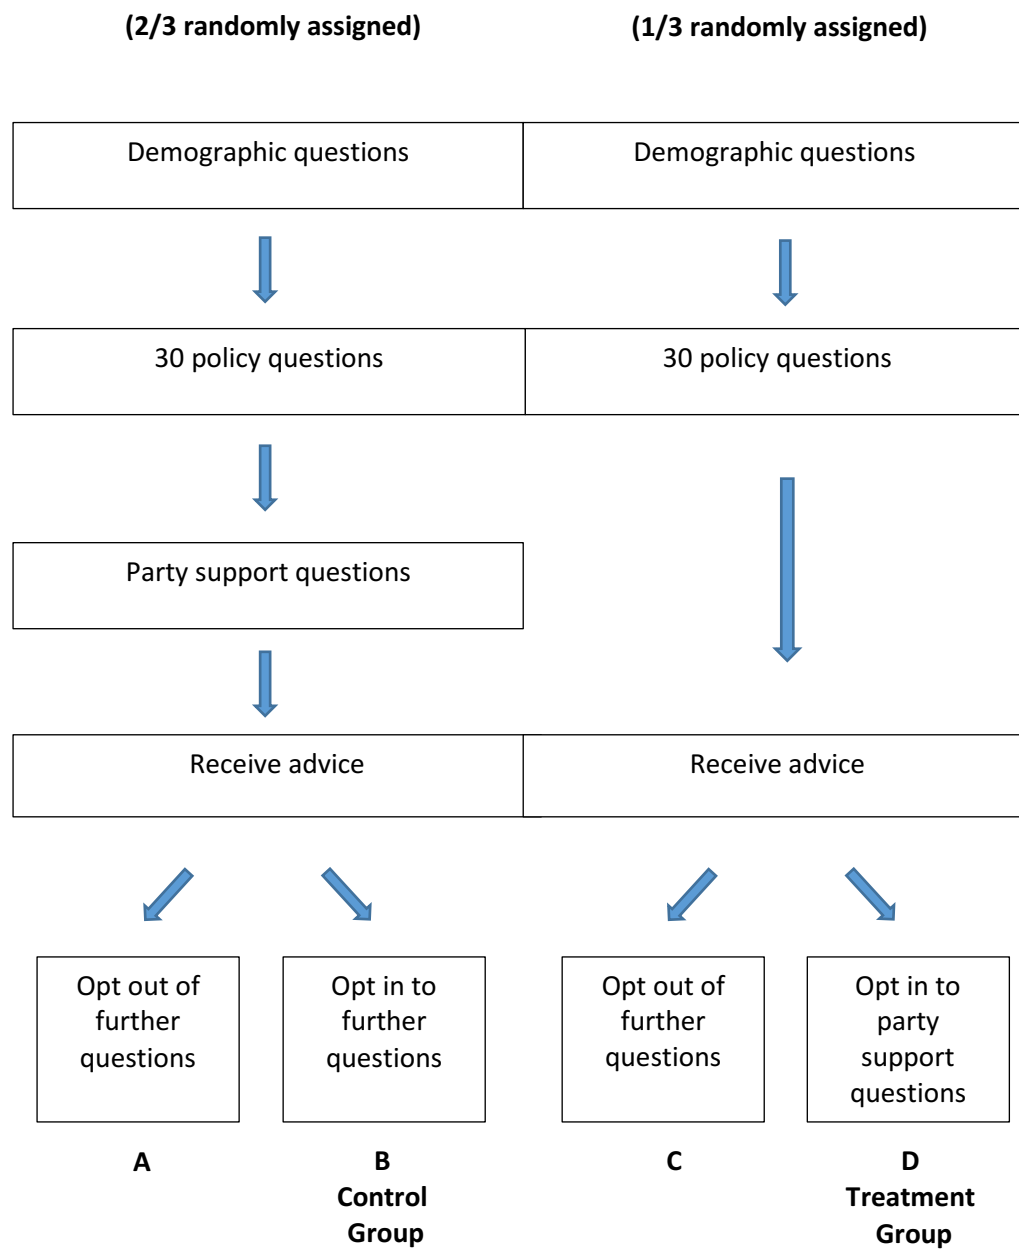 (2/3 randomly assigned)
(1/3 randomly assigned)
Demographic questions
Demographic questions
30 policy questions
30 policy questions
Party support questions
Receive advice
Receive advice
Opt out of
further
questions
Opt in to
further
questions
Opt out of
further
questions
Opt in to
party
support
questions
A
B
Control
Group
C
D
Treatment
Group